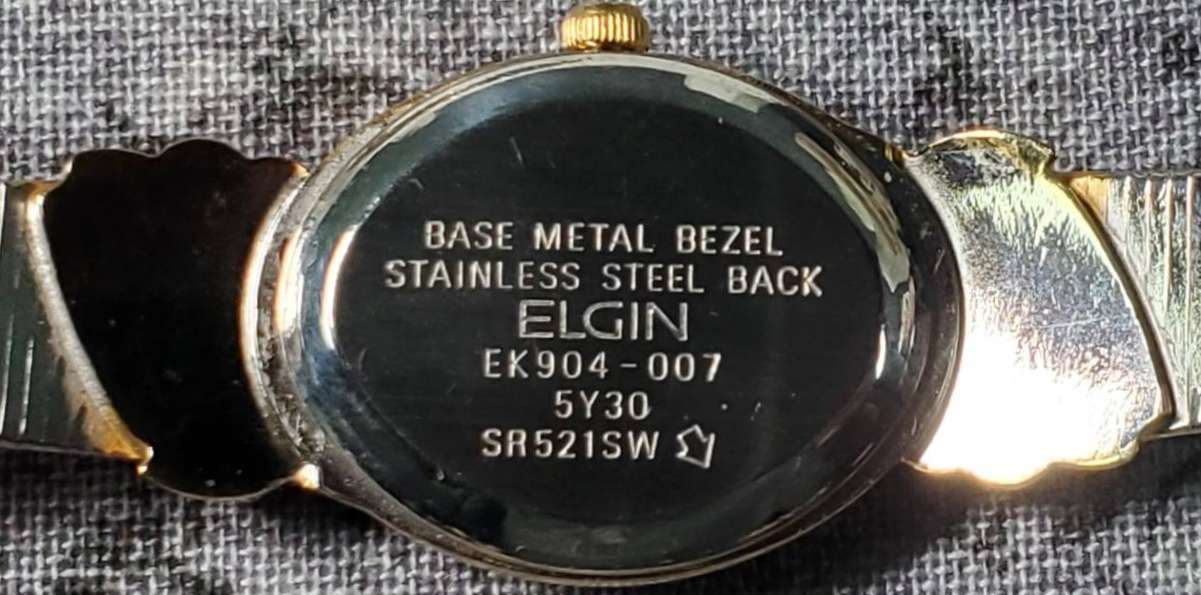 BASE METAL BEZEL
STAINLESS STEEL BACK
ELGIN
EK904-007
5Y30
SR521SW